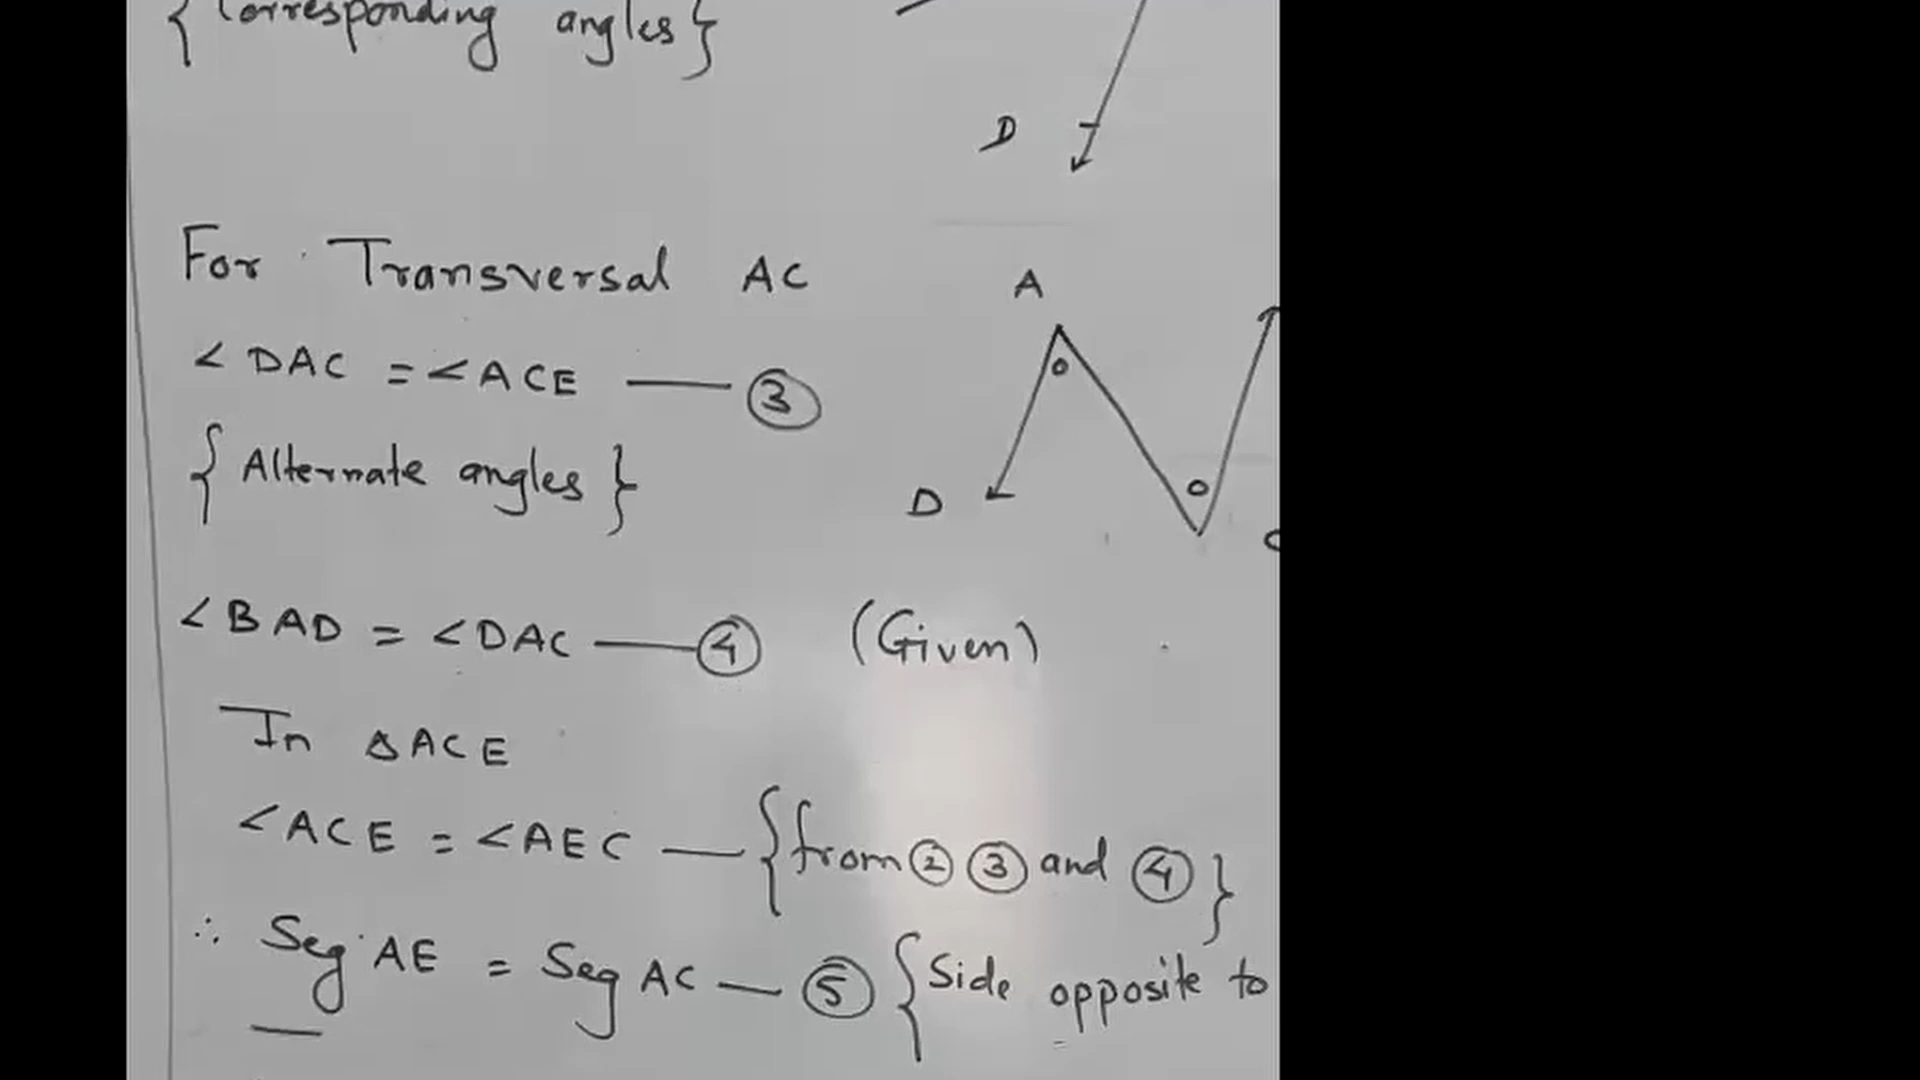 {Corresponding angles}
D
For Transversal AC
A
∠DAC = ∠ACE — ③
{Alternate angles}
D
C
∠BAD = ∠DAC — ④ (Given)
In △ACE
∠ACE = ∠AEC — {from ② ③ and ④}
∴ Seg AE = Seg AC — ⑤ {Side opposite to